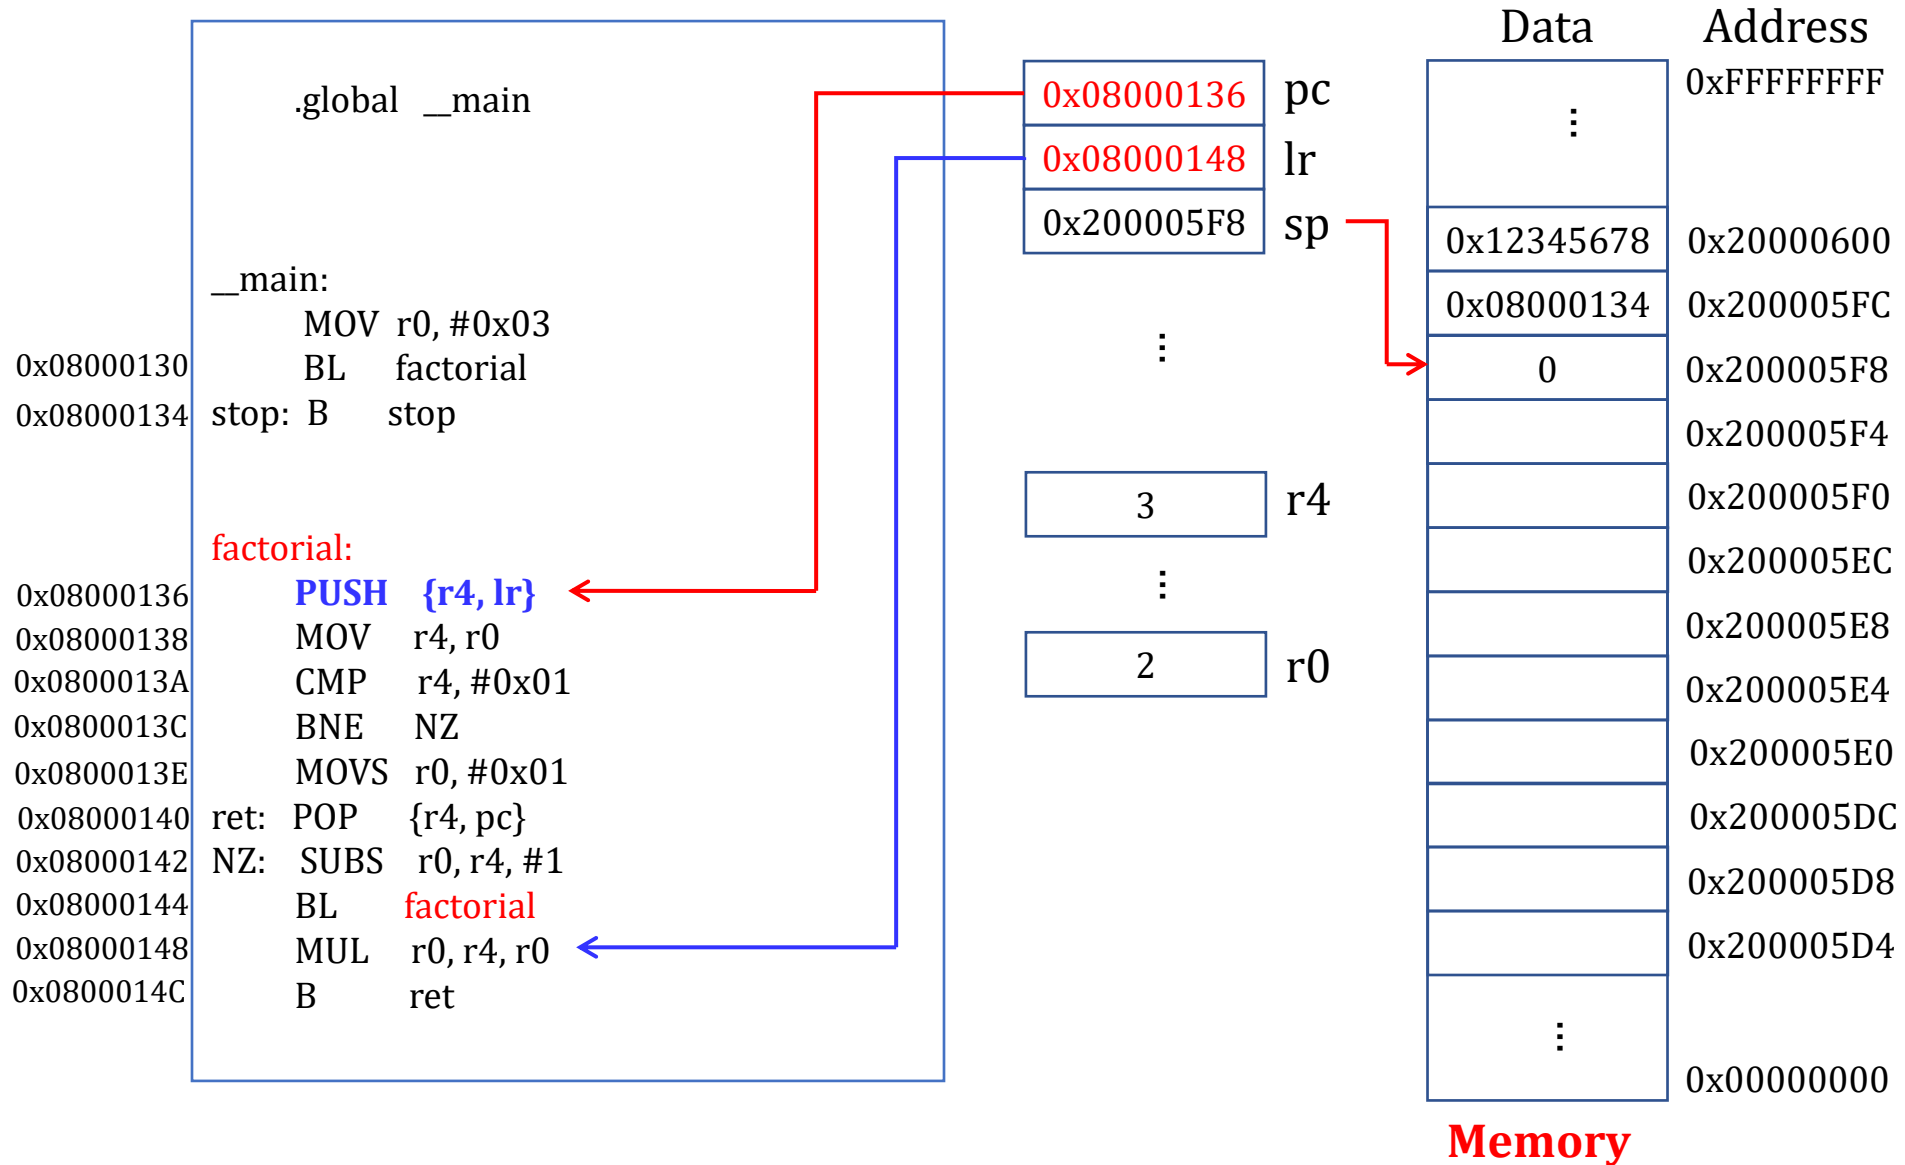 .global __main
__main:
MOV r0, #0x03
0x08000130 BL factorial
0x08000134 stop: B stop
factorial:
0x08000136 PUSH {r4, lr}
0x08000138 MOV r4, r0
0x0800013A CMP r4, #0x01
0x0800013C BNE NZ
0x0800013E MOVS r0, #0x01
0x08000140 ret: POP {r4, pc}
0x08000142 NZ: SUBS r0, r4, #1
0x08000144 BL factorial
0x08000148 MUL r0, r4, r0
0x0800014C B ret
0x08000136 pc
0x08000148 lr
0x200005F8 sp
...
3 r4
...
2 r0
Data Address
0xFFFFFFFF
...
0x12345678 0x20000600
0x08000134 0x200005FC
0 0x200005F8
0x200005F4
0x200005F0
0x200005EC
0x200005E8
0x200005E4
0x200005E0
0x200005DC
0x200005D8
0x200005D4
...
0x00000000
Memory